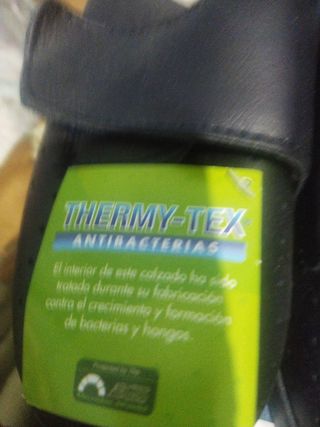 THERMY-TEX
ANTIBACTERIAS
El interior de este calzado ha sido
tratada durante su fabricación
contra el crecimiento y formación
de bacterias y hongos.